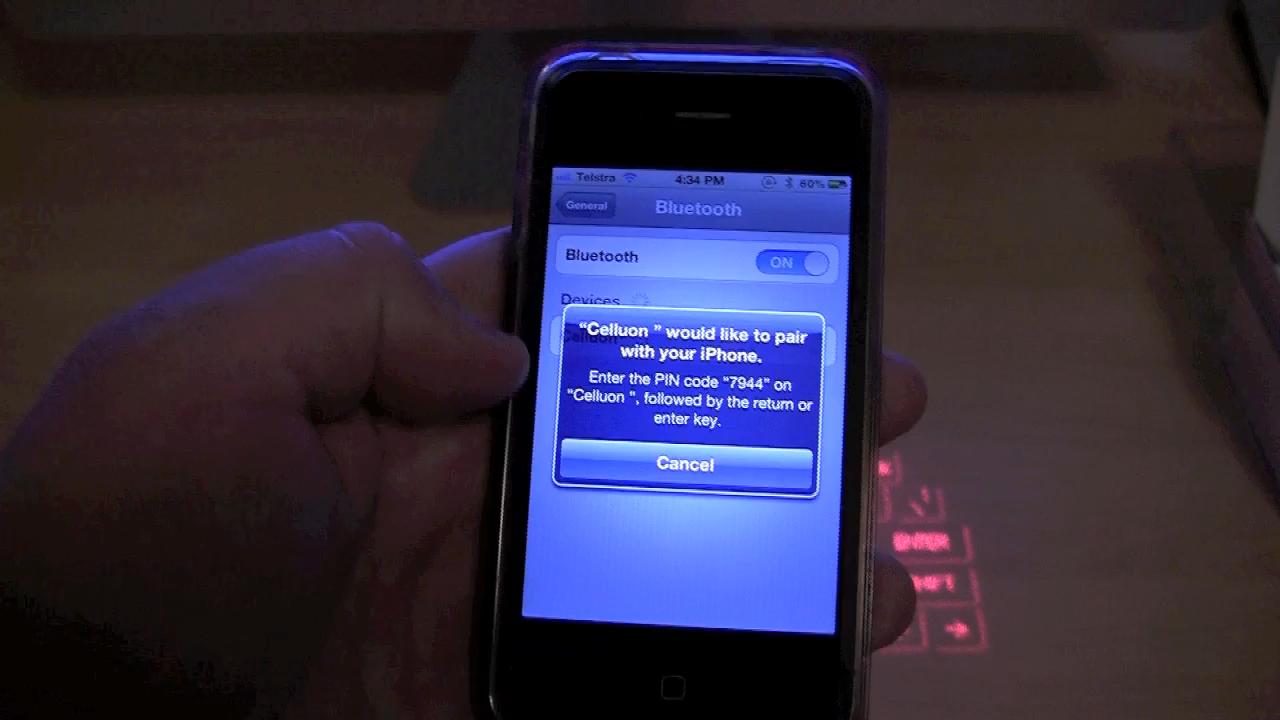 Telstra 4:34 PM 60%
General Bluetooth
Bluetooth ON
Devices
Celluon
"Celluon " would like to pair
with your iPhone.
Enter the PIN code "7944" on
"Celluon ", followed by the return or
enter key.
Cancel
ENTER